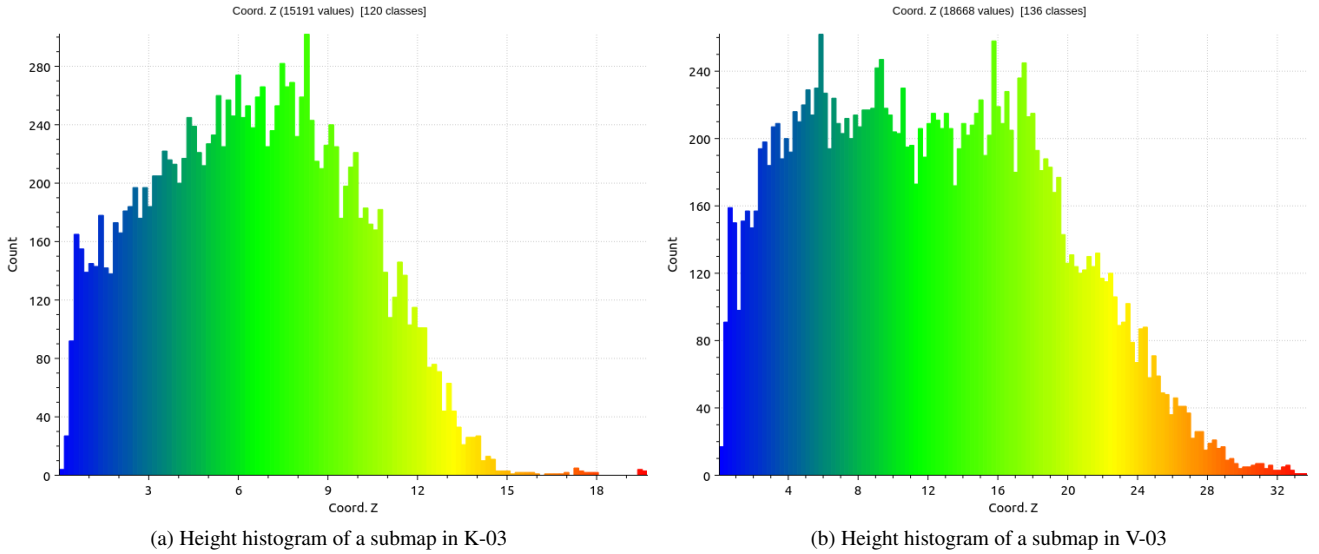 Coord. Z (15191 values) [120 classes]
280
240
200
160
120
80
40
0
Count
3 6 9 12 15 18
Coord. Z
(a) Height histogram of a submap in K-03
Coord. Z (18668 values) [136 classes]
240
200
160
120
80
40
0
Count
4 8 12 16 20 24 28 32
Coord. Z
(b) Height histogram of a submap in V-03